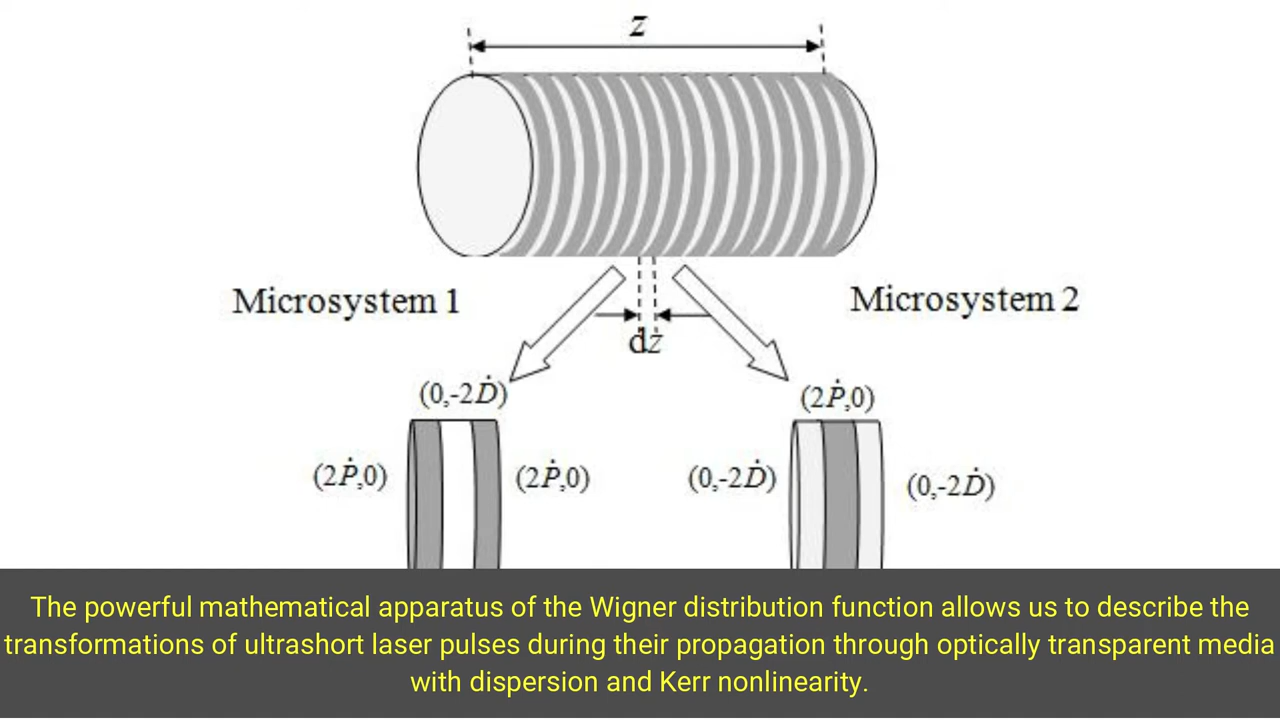 z
Microsystem 1
Microsystem 2
dz
(0,-2Ḋ)
(2Ṗ,0)
(2Ṗ,0)
(2Ṗ,0)
(0,-2Ḋ)
(0,-2Ḋ)
The powerful mathematical apparatus of the Wigner distribution function allows us to describe the
transformations of ultrashort laser pulses during their propagation through optically transparent media
with dispersion and Kerr nonlinearity.